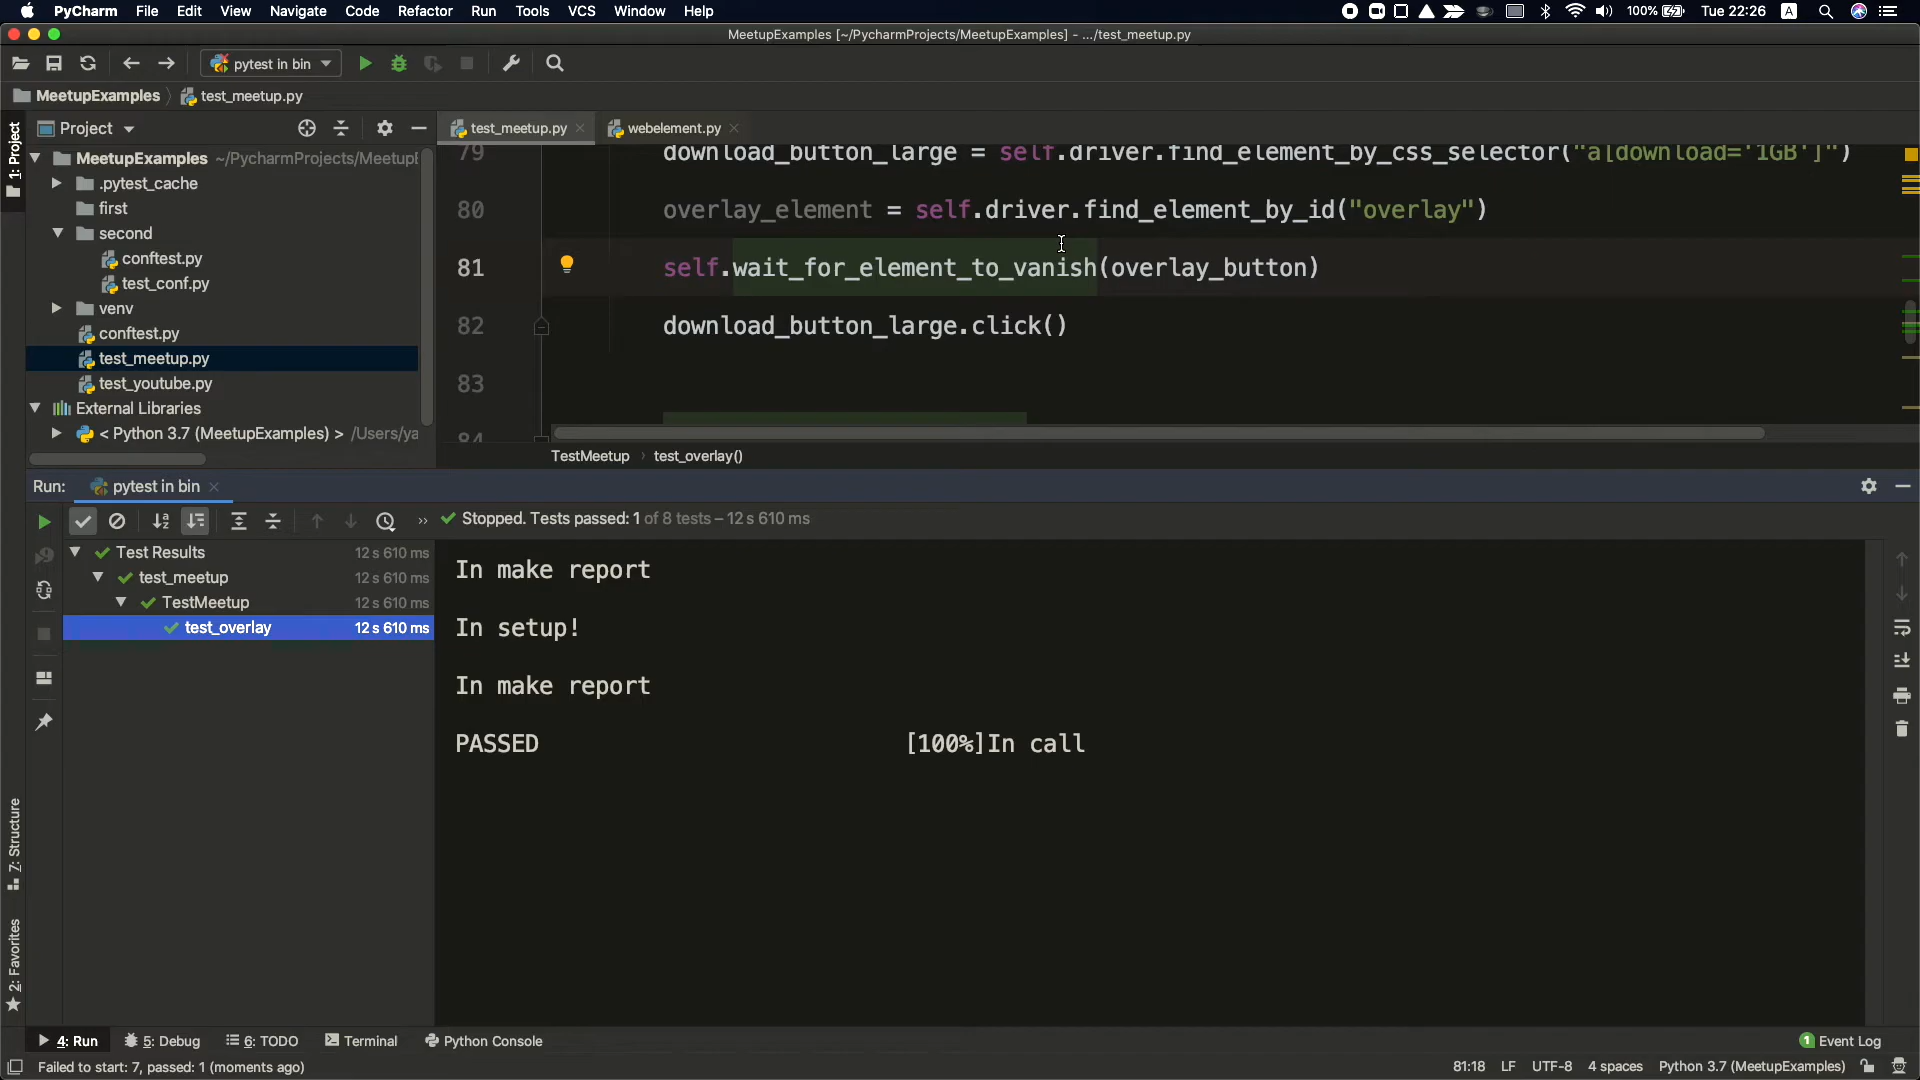 PyCharm File Edit View Navigate Code Refactor Run Tools VCS Window Help 100% Tue 22:26 A
MeetupExamples [~/PycharmProjects/MeetupExamples] - .../test_meetup.py
pytest in bin
MeetupExamples test_meetup.py
1: Project
Project
test_meetup.py
webelement.py
MeetupExamples ~/PycharmProjects/MeetupE
.pytest_cache
first
second
conftest.py
test_conf.py
venv
conftest.py
test_meetup.py
test_youtube.py
External Libraries
< Python 3.7 (MeetupExamples) > /Users/ya
79 download_button_large = self.driver.find_element_by_css_selector("a[download='1GB']")
80 overlay_element = self.driver.find_element_by_id("overlay")
81 self.wait_for_element_to_vanish(overlay_button)
82 download_button_large.click()
83
84
TestMeetup test_overlay()
Run: pytest in bin
Stopped. Tests passed: 1 of 8 tests – 12 s 610 ms
Test Results 12 s 610 ms
test_meetup 12 s 610 ms
TestMeetup 12 s 610 ms
test_overlay 12 s 610 ms
In make report
In setup!
In make report
PASSED [100%]In call
7: Structure
2: Favorites
4: Run 5: Debug 6: TODO Terminal Python Console 1 Event Log
Failed to start: 7, passed: 1 (moments ago) 81:18 LF UTF-8 4 spaces Python 3.7 (MeetupExamples)